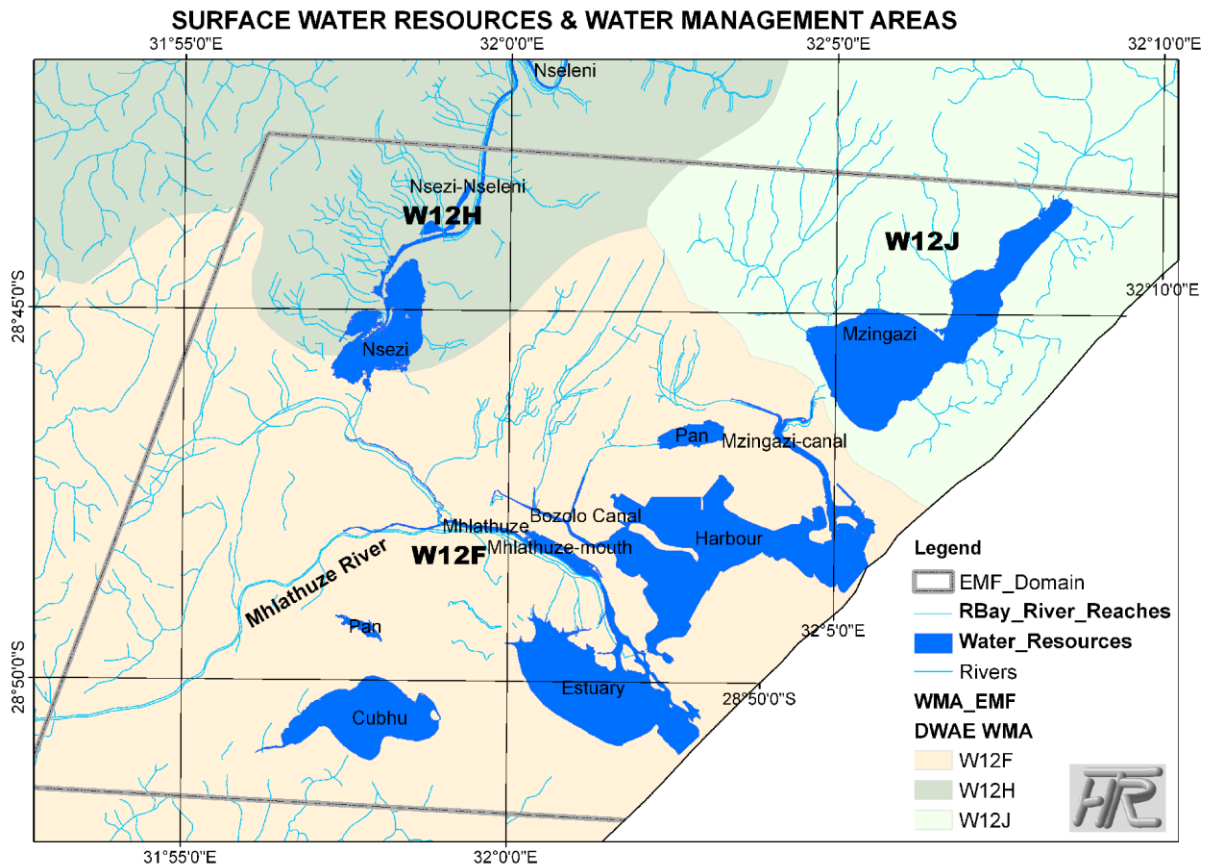 SURFACE WATER RESOURCES & WATER MANAGEMENT AREAS
31°55'0"E
32°0'0"E
32°5'0"E
32°10'0"E
Nseleni
Nsezi-Nseleni
W12H
W12J
28°45'0"S
32°10'0"E
Mzingazi
Nsezi
Pan
Mzingazi-canal
Bozolo Canal
Mhlathuze
Harbour
Mhlathuze-mouth
W12F
Mhlathuze River
Pan
32°5'0"E
28°50'0"S
Estuary
28°50'0"S
Cubhu
Legend
EMF_Domain
RBay_River_Reaches
Water_Resources
Rivers
WMA_EMF
DWAE WMA
W12F
W12H
W12J
31°55'0"E
32°0'0"E